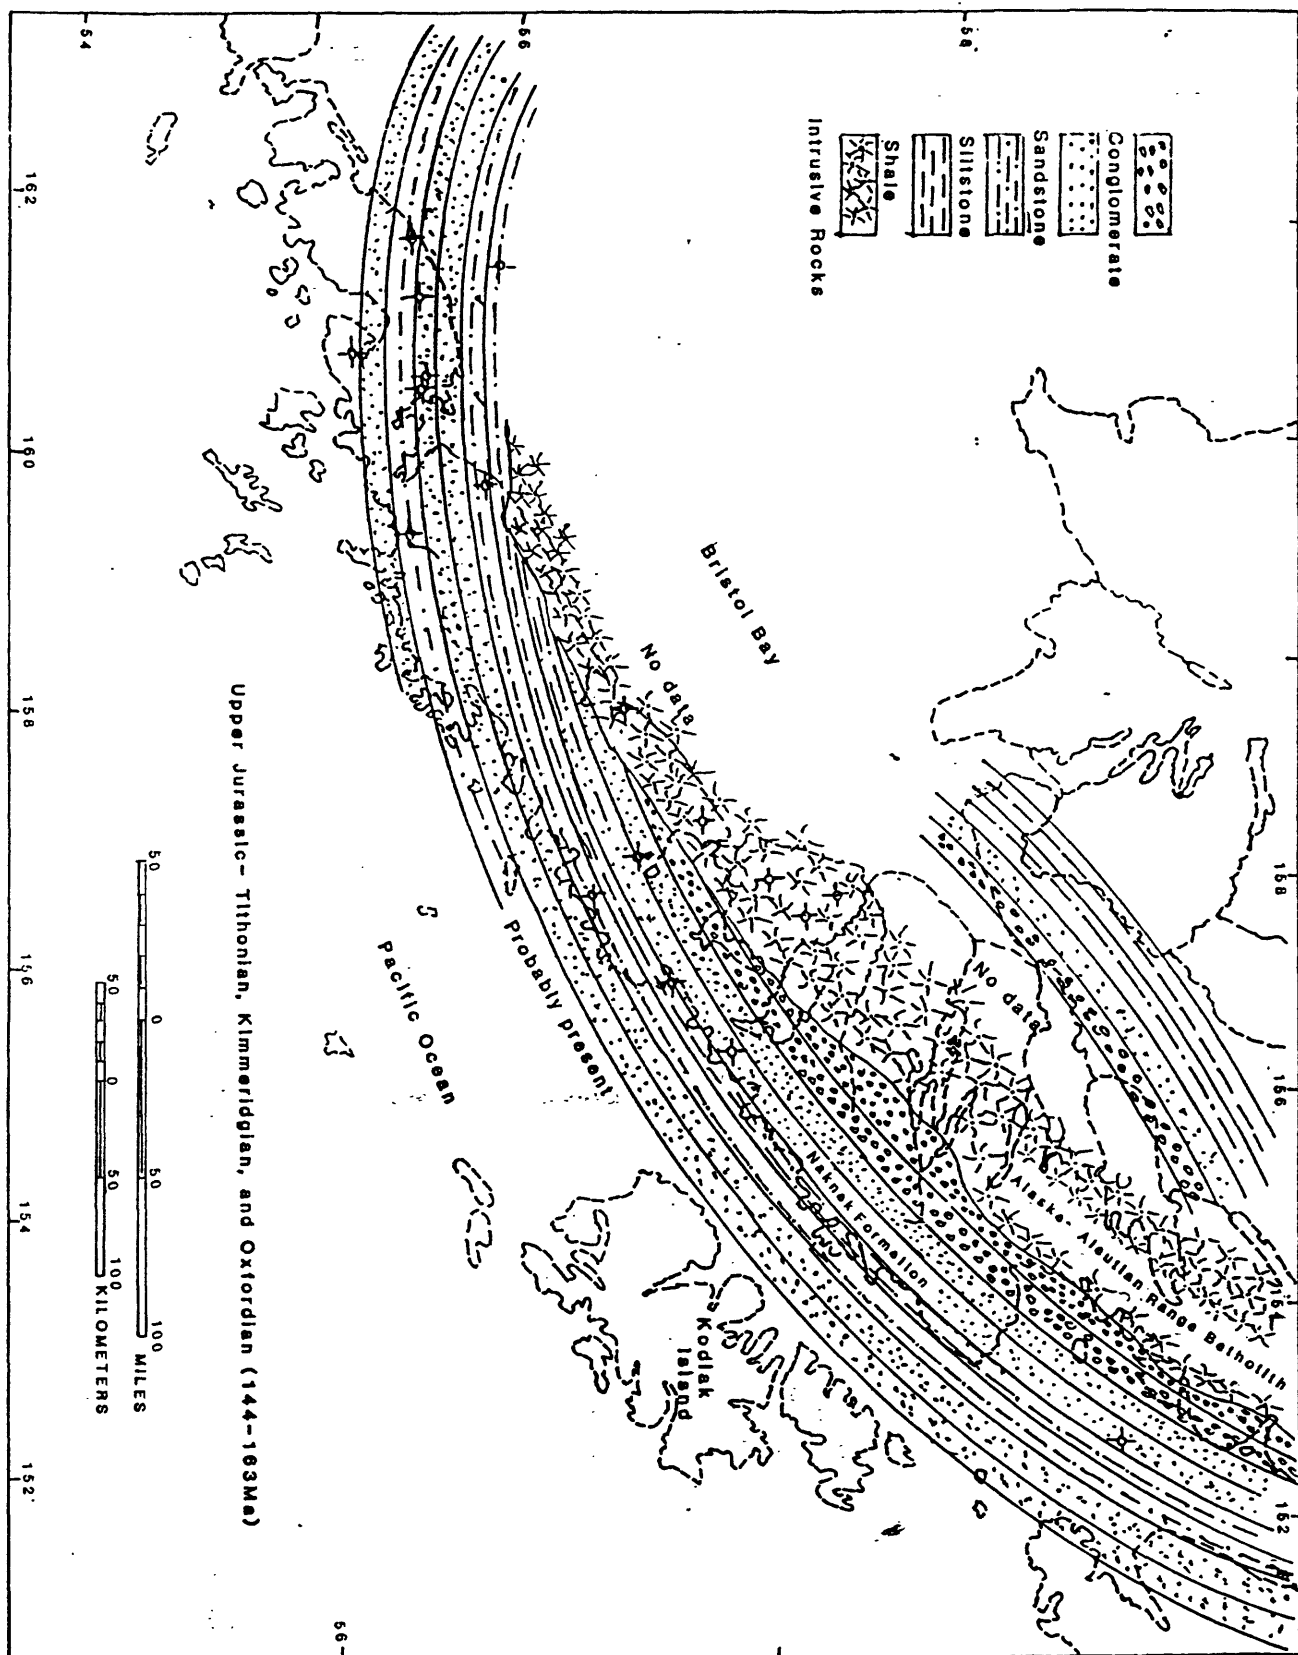 54
56
58
162
160
158
156
154
152
158
156
154
152
56
Conglomerate
Sandstone
Siltstone
Shale
Intrusive Rocks
Bristol Bay
No data
No data
Alaska-Aleutian Range Batholith
Naknek Formation
Probably present
Pacific Ocean
Kodiak
Island
Upper Jurassic- Tithonian, Kimmeridgian, and Oxfordian (144-163Ma)
50 0 50 100 MILES
50 0 50 100 KILOMETERS